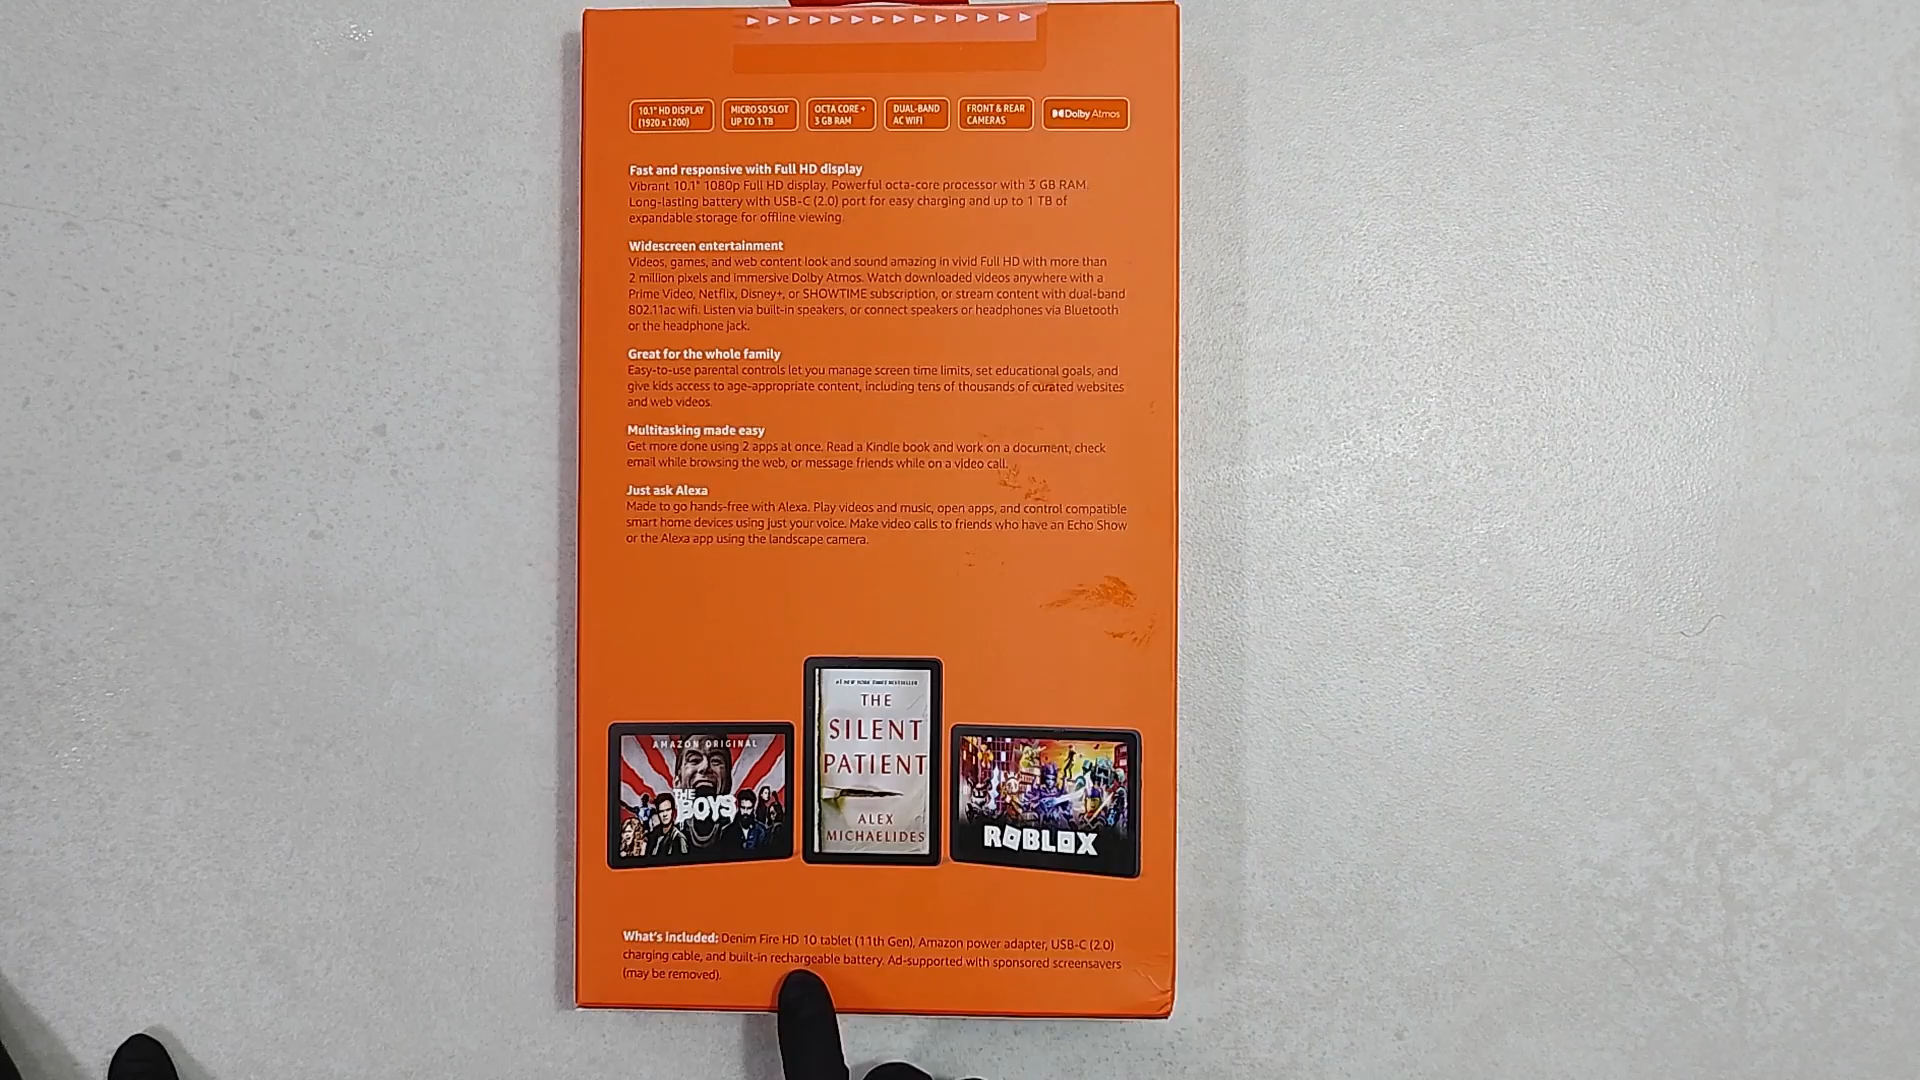 10.1" HD DISPLAY
(1920 x 1200)
MICROSD SLOT
UP TO 1 TB
OCTA CORE +
3 GB RAM
DUAL-BAND
AC WIFI
FRONT & REAR
CAMERAS
Dolby Atmos
Fast and responsive with Full HD display
Vibrant 10.1" 1080p Full HD display. Powerful octa-core processor with 3 GB RAM.
Long-lasting battery with USB-C (2.0) port for easy charging and up to 1 TB of
expandable storage for offline viewing.
Widescreen entertainment
Videos, games, and web content look and sound amazing in vivid Full HD with more than
2 million pixels and immersive Dolby Atmos. Watch downloaded videos anywhere with a
Prime Video, Netflix, Disney+, or SHOWTIME subscription, or stream content with dual-band
802.11ac wifi. Listen via built-in speakers, or connect speakers or headphones via Bluetooth
or the headphone jack.
Great for the whole family
Easy-to-use parental controls let you manage screen time limits, set educational goals, and
give kids access to age-appropriate content, including tens of thousands of curated websites
and web videos.
Multitasking made easy
Get more done using 2 apps at once. Read a Kindle book and work on a document, check
email while browsing the web, or message friends while on a video call.
Just ask Alexa
Made to go hands-free with Alexa. Play videos and music, open apps, and control compatible
smart home devices using just your voice. Make video calls to friends who have an Echo Show
or the Alexa app using the landscape camera.
AMAZON ORIGINAL
THE
BOYS
#1 NEW YORK TIMES BESTSELLER
THE
SILENT
PATIENT
ALEX
MICHAELIDES
ROBLOX
What's included: Denim Fire HD 10 tablet (11th Gen), Amazon power adapter, USB-C (2.0)
charging cable, and built-in rechargeable battery. Ad-supported with sponsored screensavers
(may be removed).